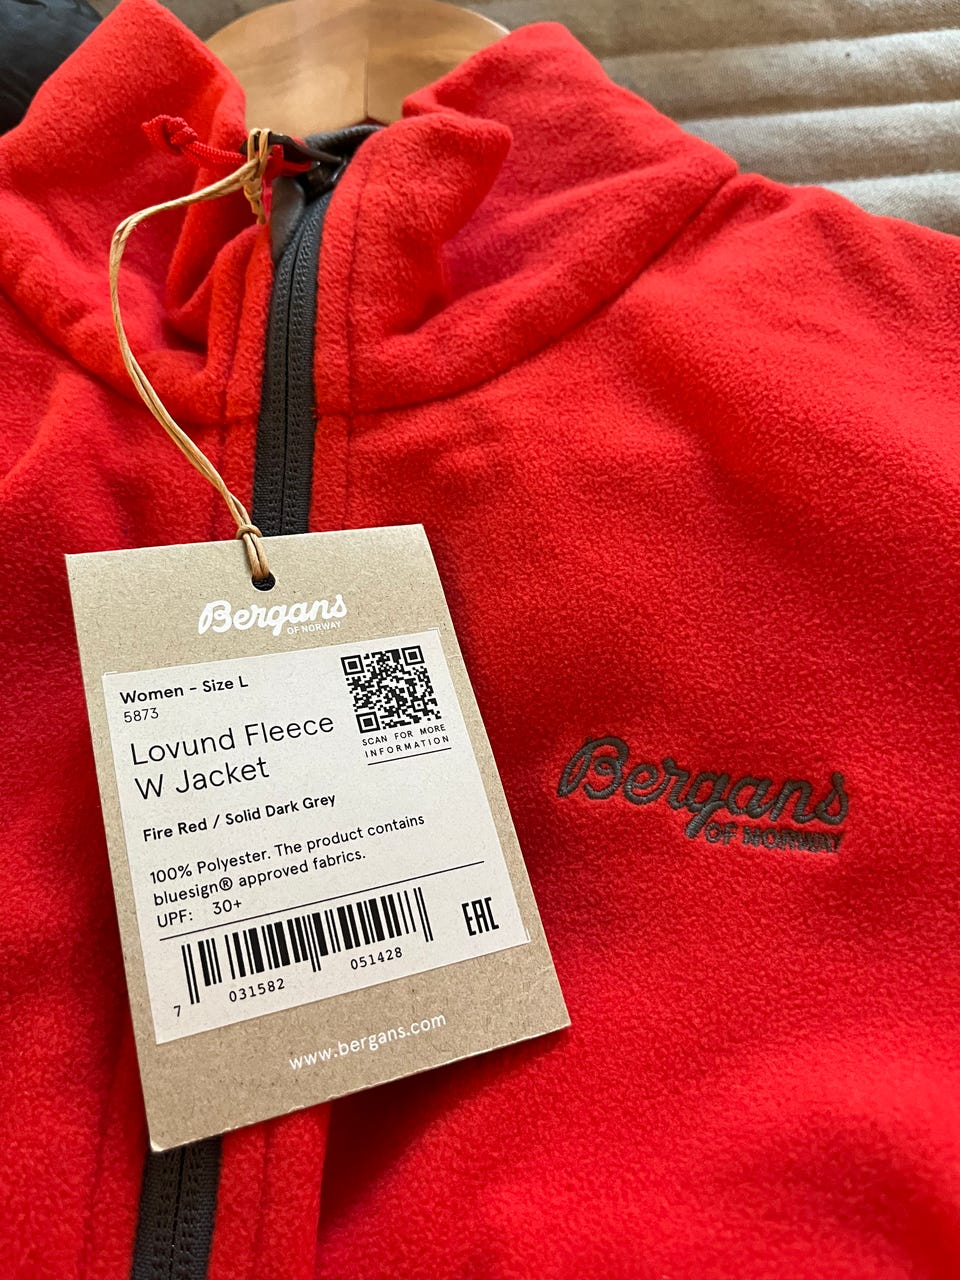 Bergans
OF NORWAY
Women - Size L
5873
Lovund Fleece
W Jacket
SCAN FOR MORE
INFORMATION
Fire Red / Solid Dark Grey
100% Polyester. The product contains
bluesign® approved fabrics.
UPF: 30+
EAC
7 031582 051428
www.bergans.com
Bergans
OF NORWAY